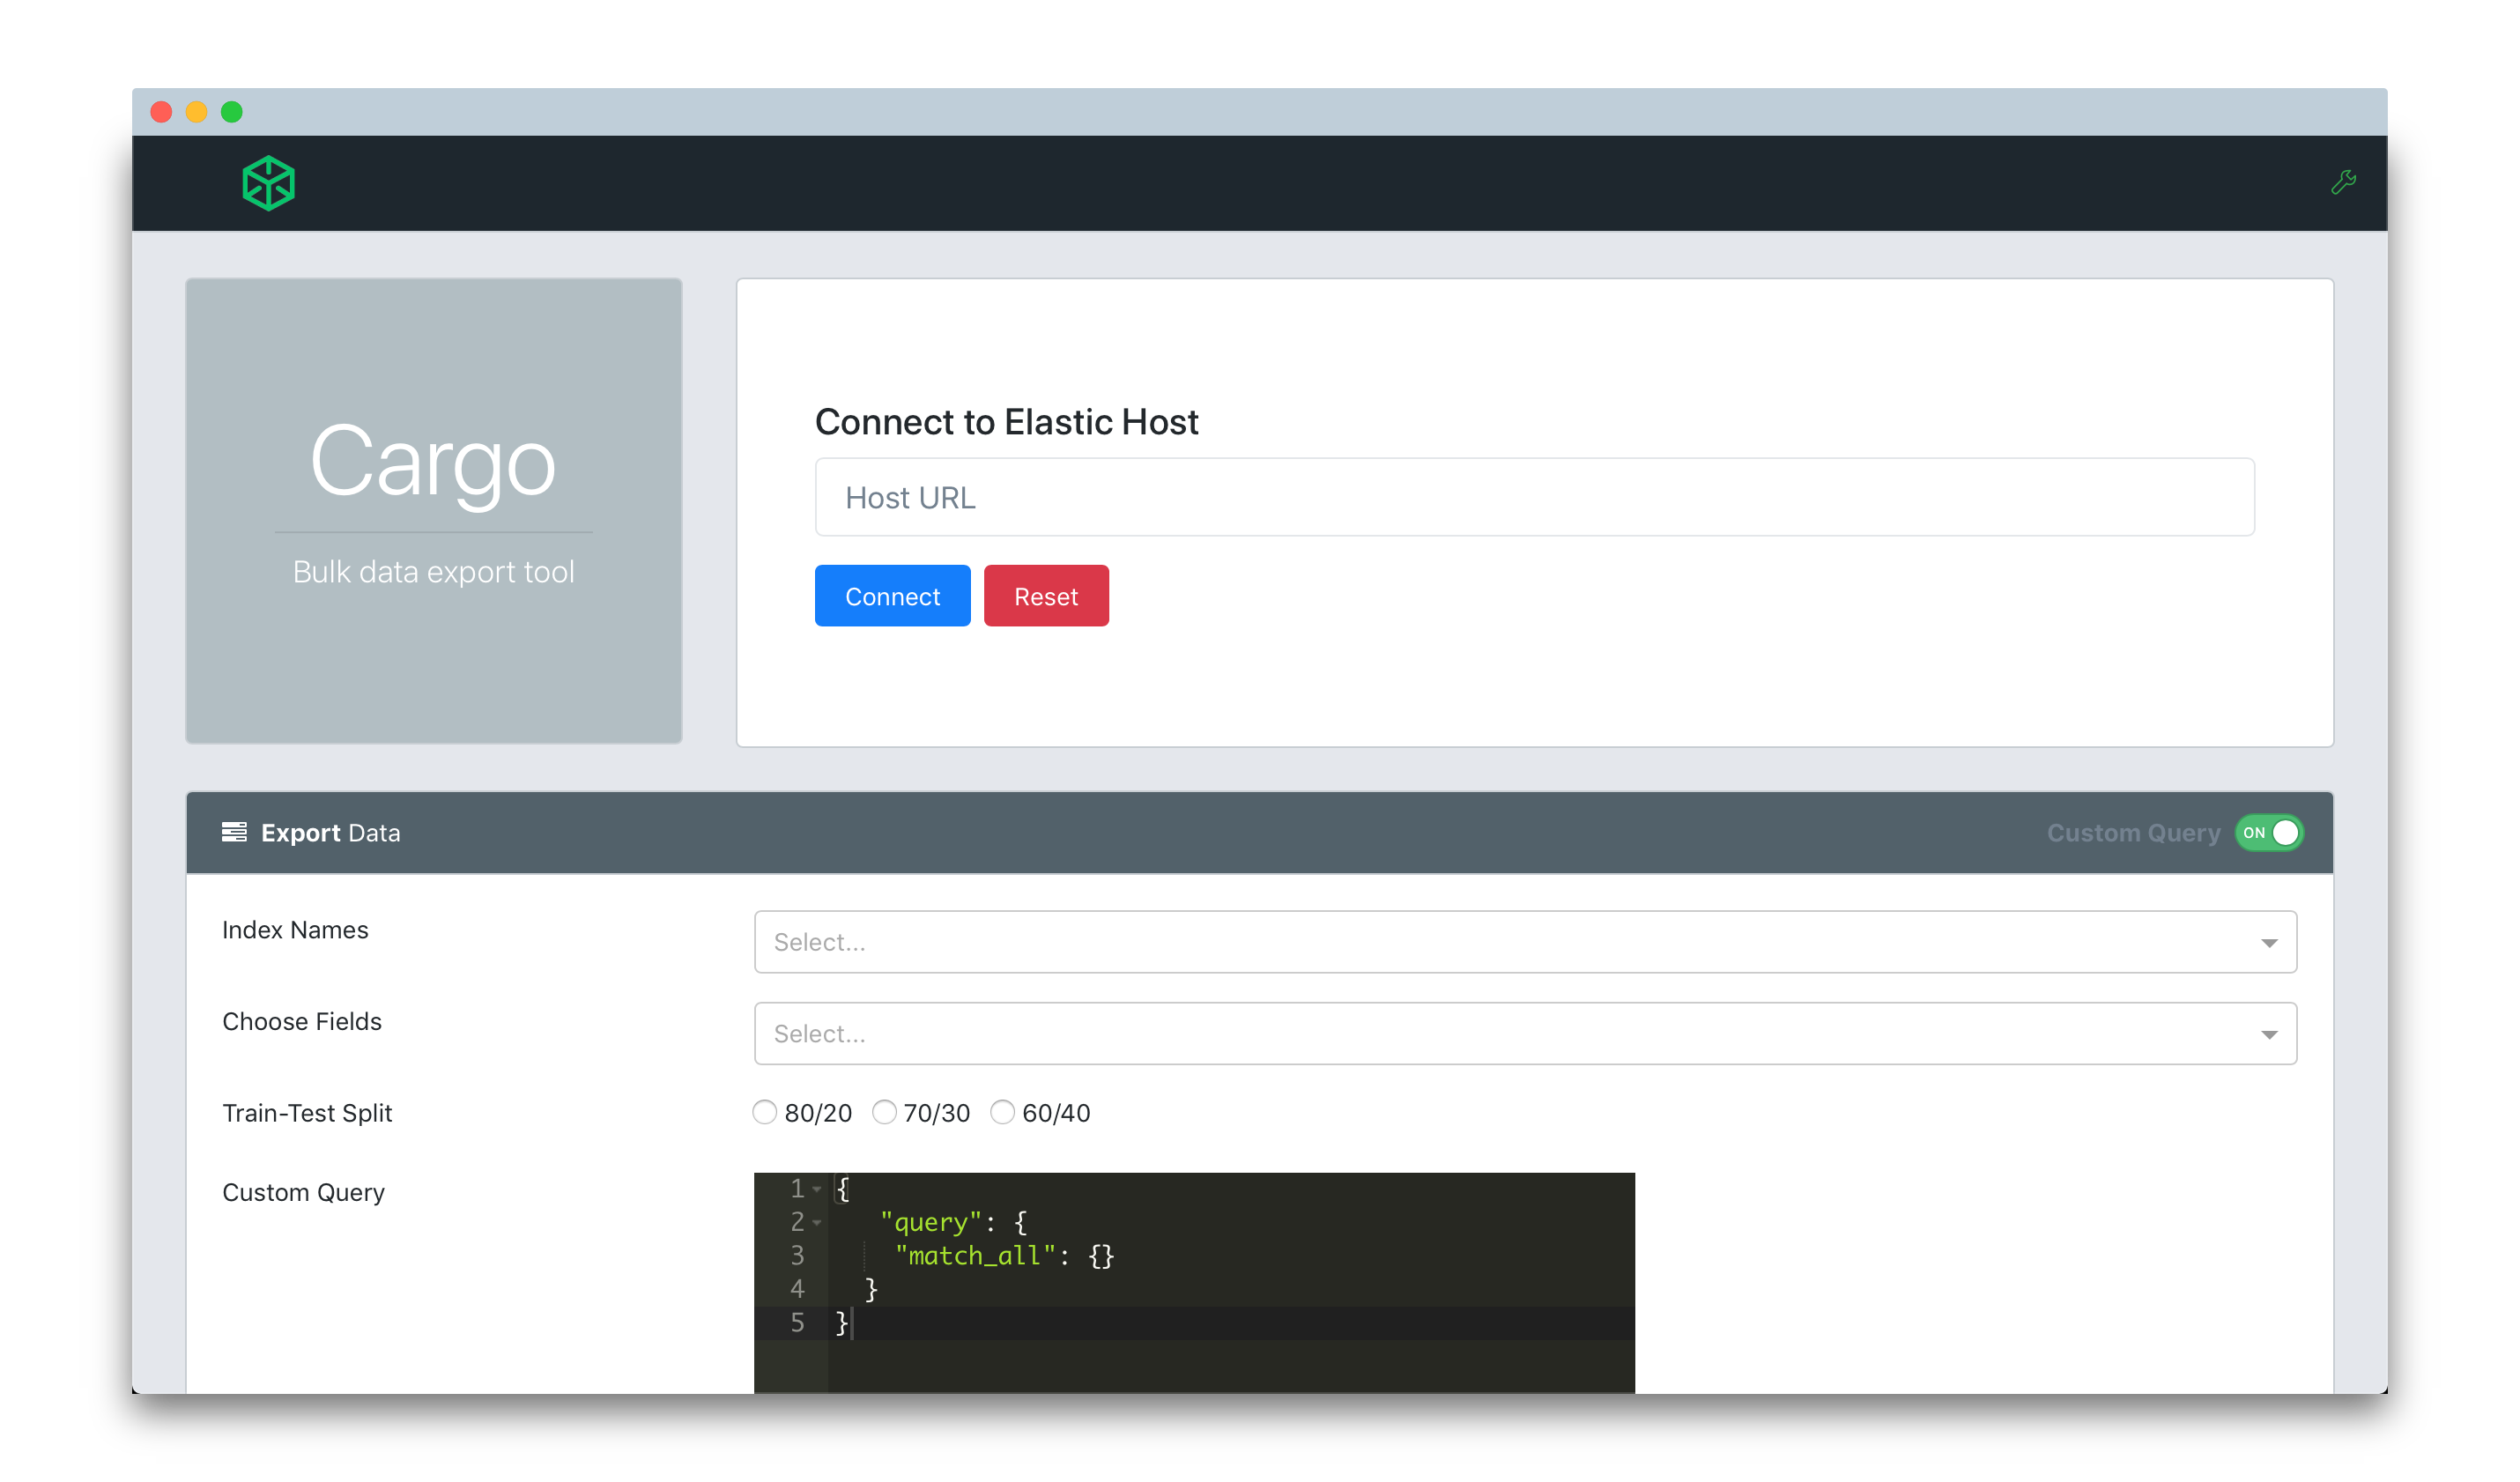 Cargo
Bulk data export tool
Connect to Elastic Host
Host URL
Connect Reset
Export Data Custom Query ON
Index Names Select...
Choose Fields Select...
Train-Test Split 80/20 70/30 60/40
Custom Query
1 {
2 "query": {
3 "match_all": {}
4 }
5 }